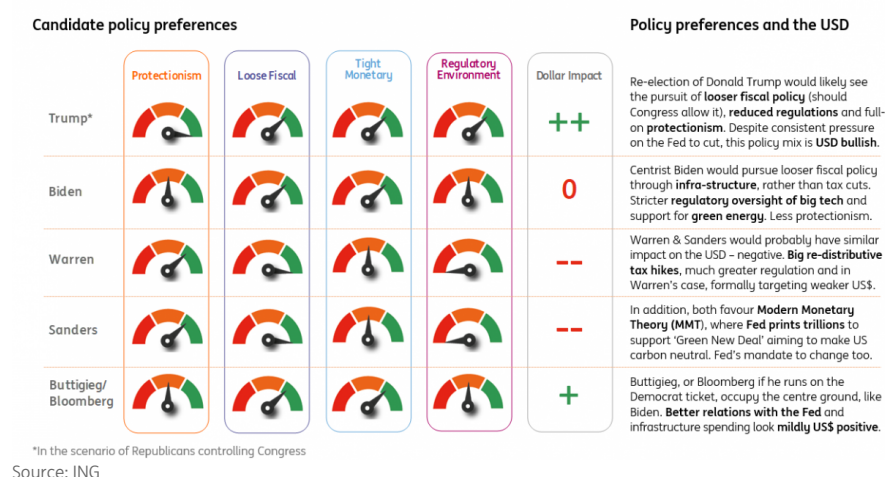 Candidate policy preferences
Policy preferences and the USD
Protectionism
Loose Fiscal
Tight
Monetary
Regulatory
Environment
Dollar Impact
Trump*
++
Re-election of Donald Trump would likely see
the pursuit of looser fiscal policy (should
Congress allow it), reduced regulations and full-
on protectionism. Despite consistent pressure
on the Fed to cut, this policy mix is USD bullish.
Biden
0
Centrist Biden would pursue looser fiscal policy
through infra-structure, rather than tax cuts.
Stricter regulatory oversight of big tech and
support for green energy. Less protectionism.
Warren
--
Warren & Sanders would probably have similar
impact on the USD – negative. Big re-distributive
tax hikes, much greater regulation and in
Warren's case, formally targeting weaker US$.
Sanders
--
In addition, both favour Modern Monetary
Theory (MMT), where Fed prints trillions to
support 'Green New Deal' aiming to make US
carbon neutral. Fed's mandate to change too.
Buttigieg/
Bloomberg
+
Buttigieg, or Bloomberg if he runs on the
Democrat ticket, occupy the centre ground, like
Biden. Better relations with the Fed and
infrastructure spending look mildly US$ positive.
*In the scenario of Republicans controlling Congress
Source: ING